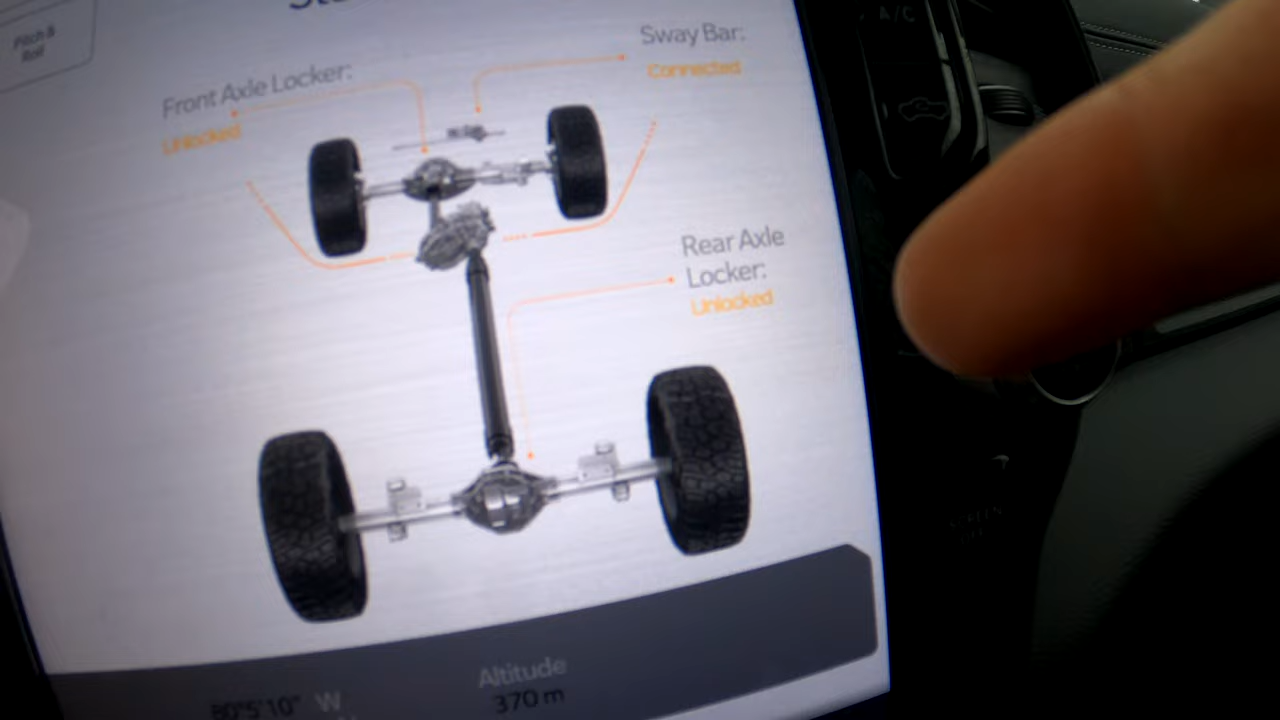 Pitch &
Roll
Front Axle Locker:
Unlocked
Sway Bar:
Connected
Rear Axle
Locker:
Unlocked
A/C
Altitude
370 m
80°5'10" W